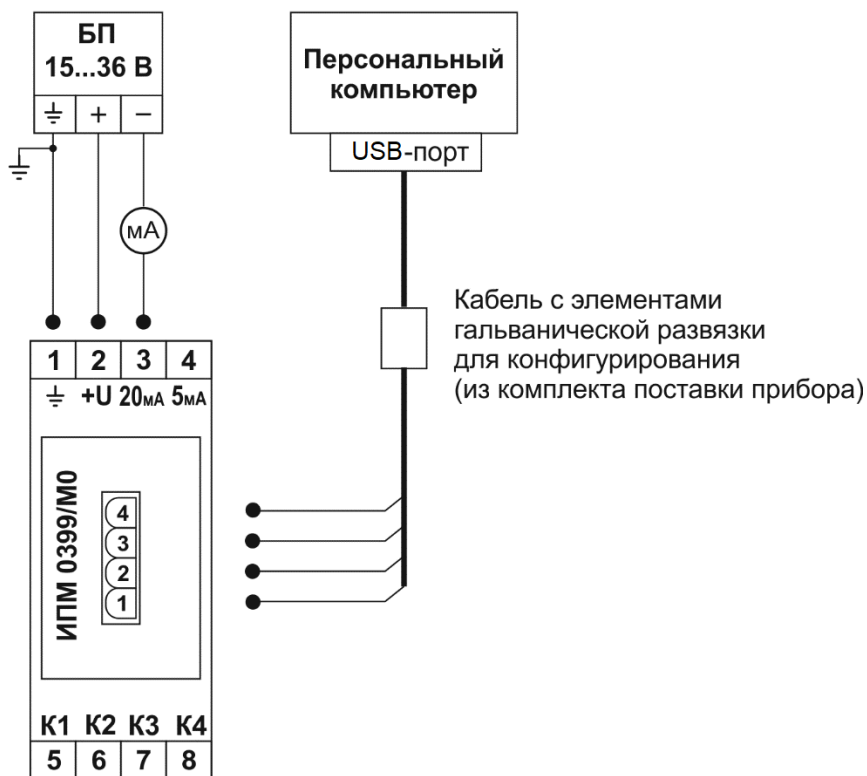 БП
15...36 В
+ −
мА
Персональный
компьютер
USB-порт
Кабель с элементами
гальванической развязки
для конфигурирования
(из комплекта поставки прибора)
1 2 3 4
+U 20мА 5мА
ИПМ 0399/М0
4
3
2
1
К1 К2 К3 К4
5 6 7 8